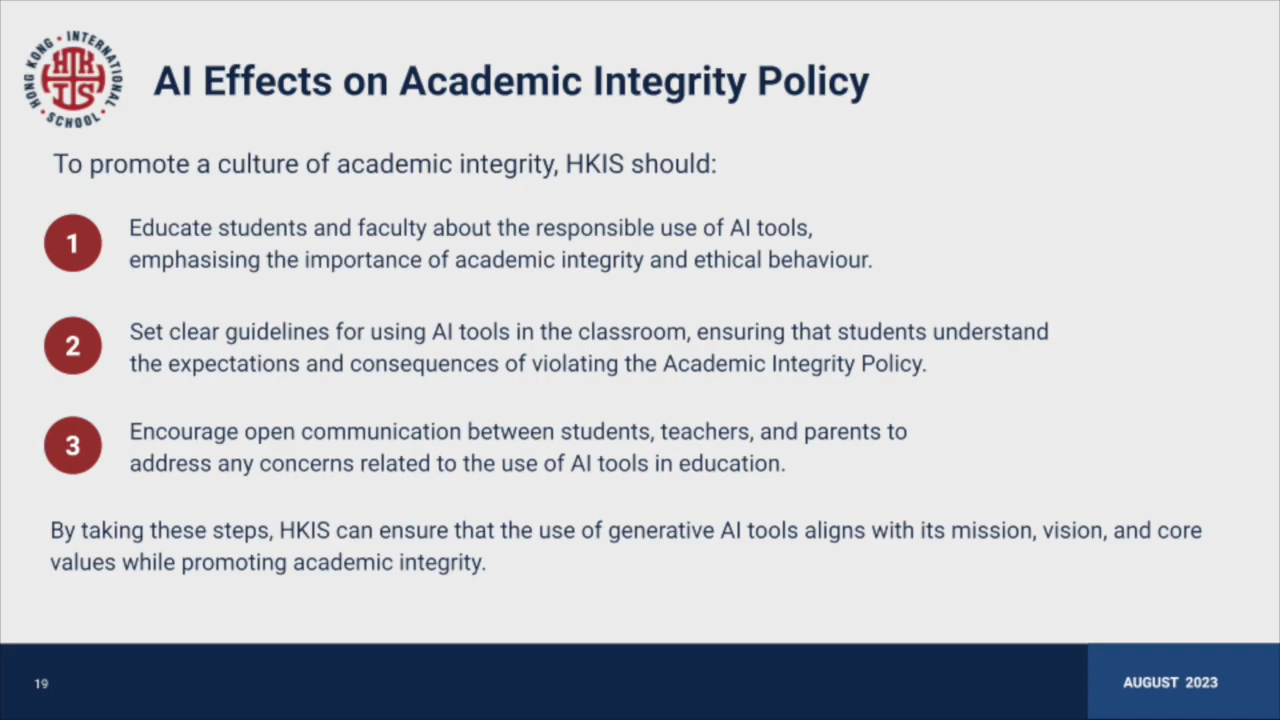 HONG KONG • INTERNATIONAL • SCHOOL •
HKIS
AI Effects on Academic Integrity Policy
To promote a culture of academic integrity, HKIS should:
1
Educate students and faculty about the responsible use of AI tools,
emphasising the importance of academic integrity and ethical behaviour.
2
Set clear guidelines for using AI tools in the classroom, ensuring that students understand
the expectations and consequences of violating the Academic Integrity Policy.
3
Encourage open communication between students, teachers, and parents to
address any concerns related to the use of AI tools in education.
By taking these steps, HKIS can ensure that the use of generative AI tools aligns with its mission, vision, and core
values while promoting academic integrity.
19
AUGUST 2023